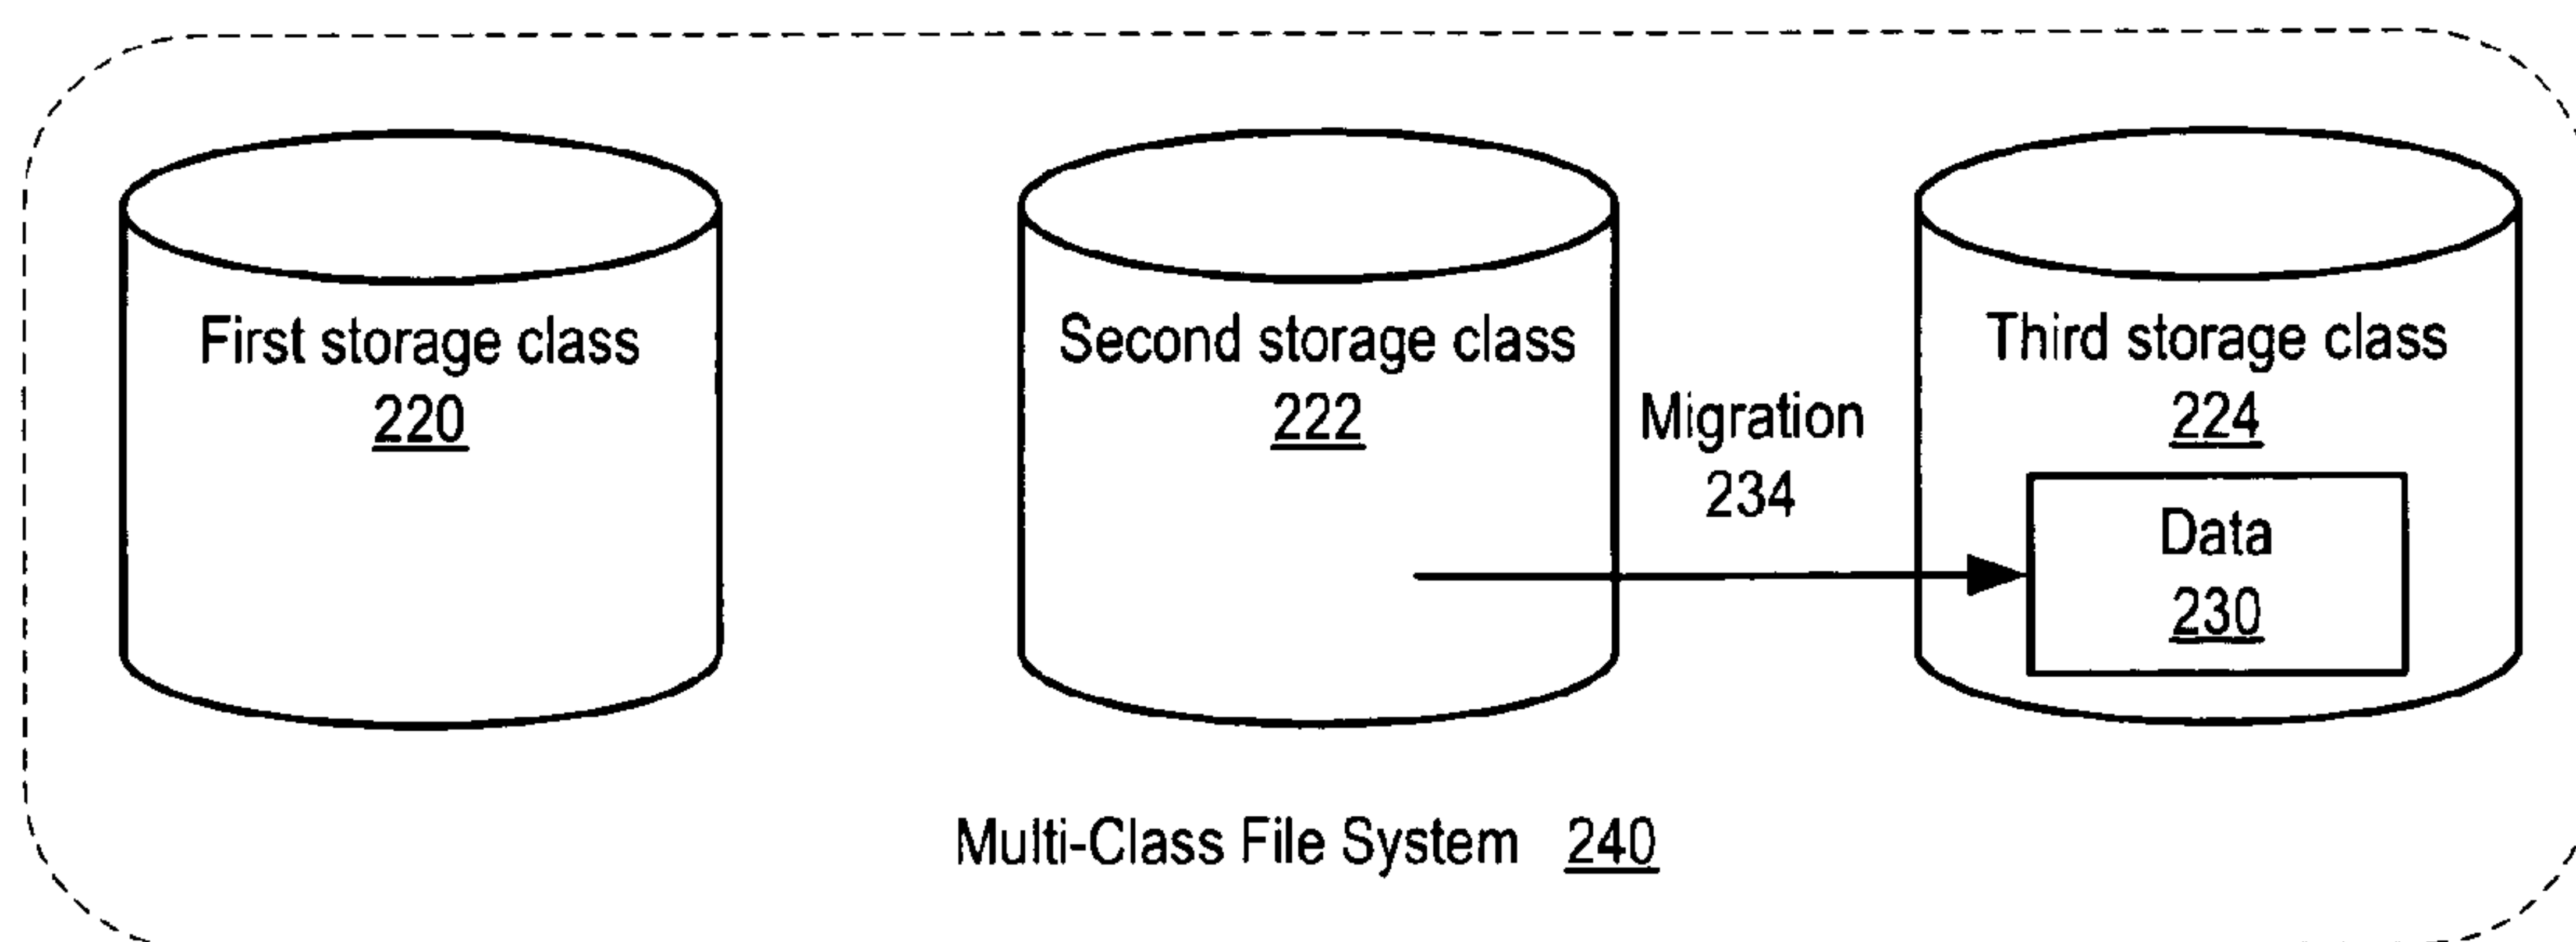 First storage class
220
Second storage class
222
Migration
234
Third storage class
224
Data
230
Multi-Class File System 240